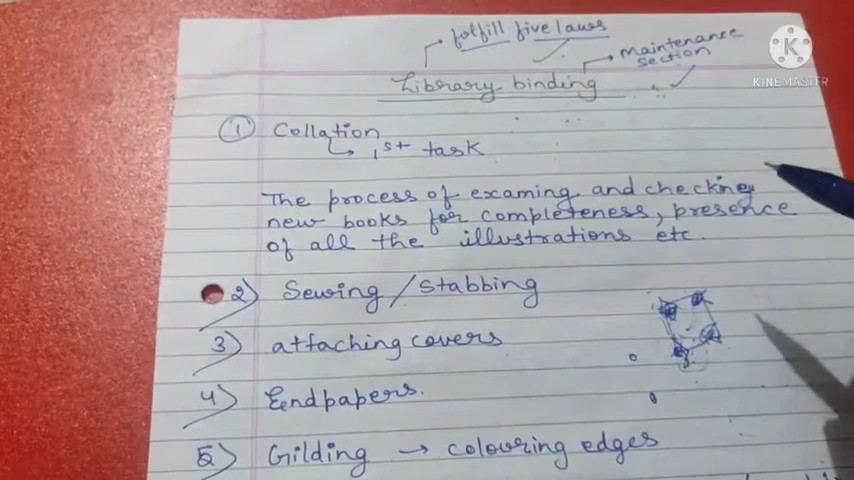 fulfill five laws
maintenance
section
Library binding
1 Collation
1st task
The process of examing and checking
new books for completeness, presence
of all the illustrations etc.
2) Sewing/stabbing
3) attaching covers
4) Endpapers.
5) Gilding → colouring edges
K
KINEMASTER